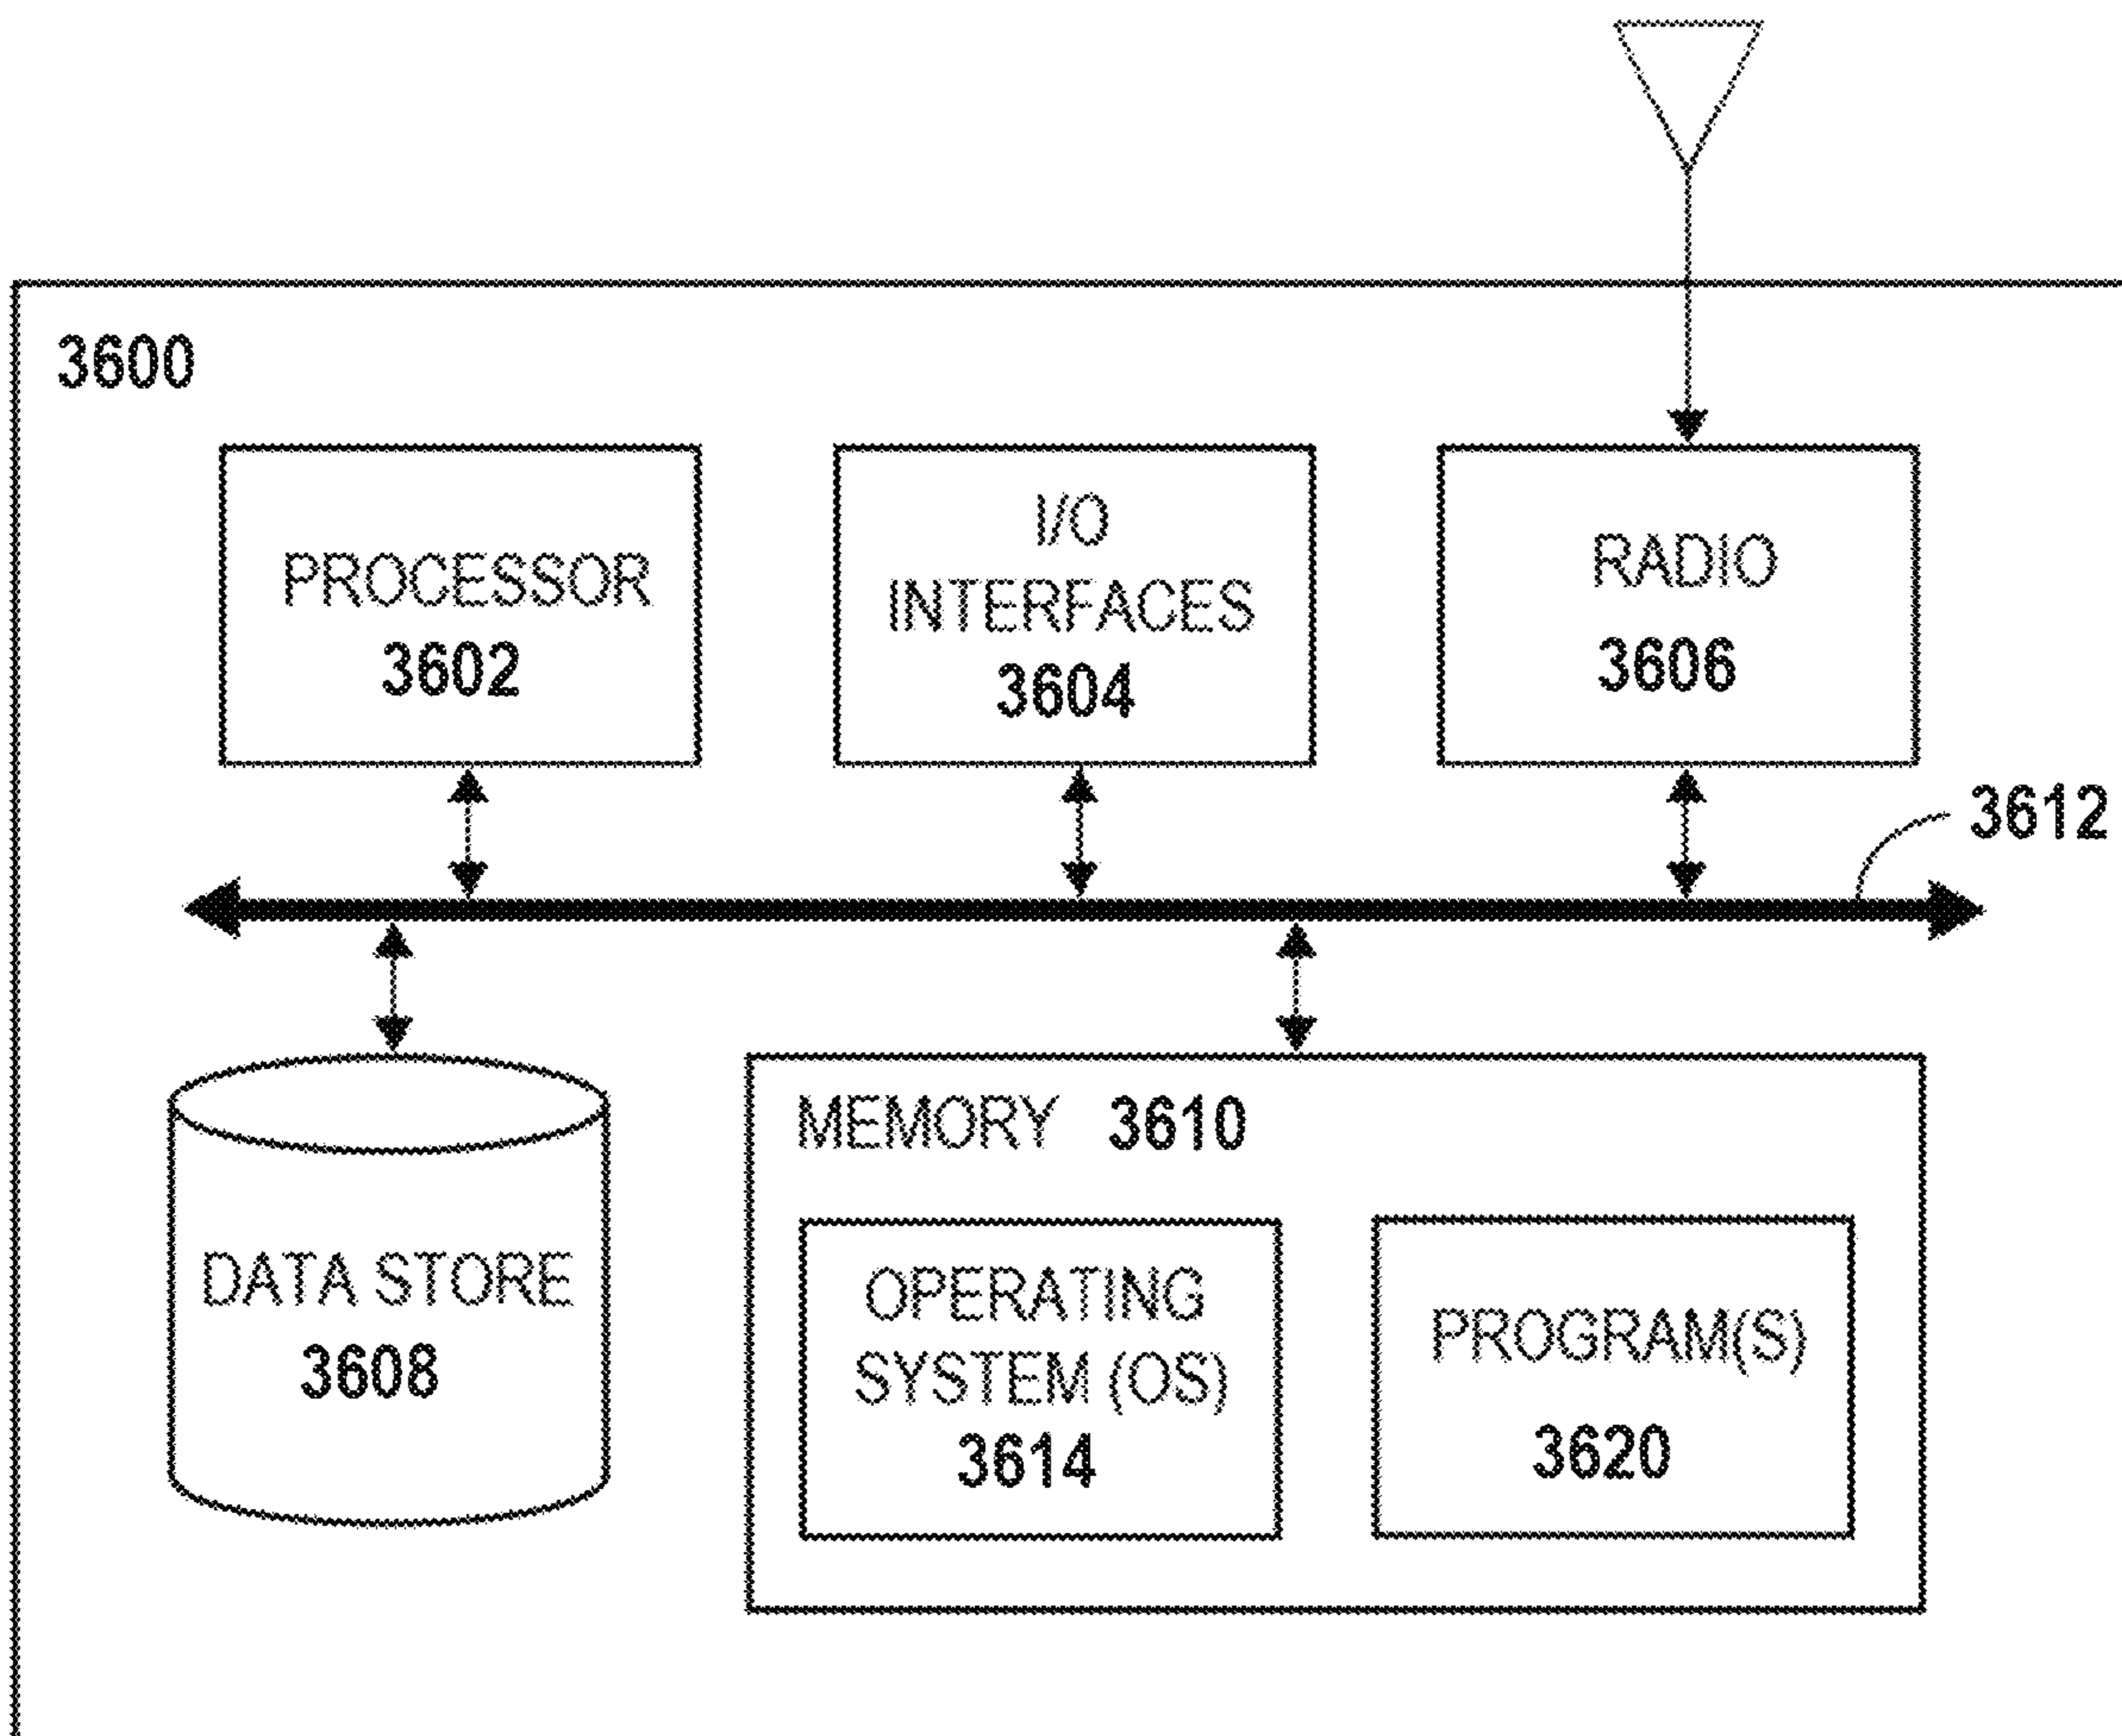 3600
PROCESSOR
3602
I/O
INTERFACES
3604
RADIO
3606
3612
DATA STORE
3608
MEMORY 3610
OPERATING
SYSTEM (OS)
3614
PROGRAM(S)
3620